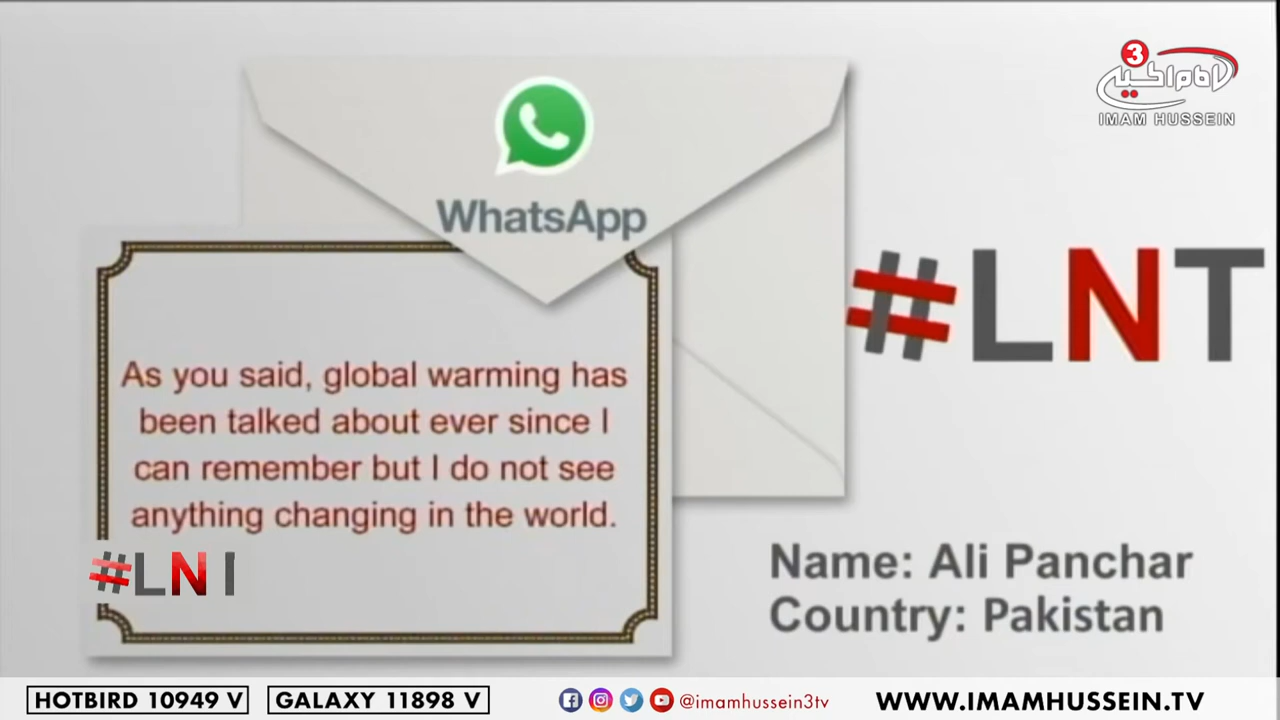 3
IMAM HUSSEIN
WhatsApp
#LNT
As you said, global warming has
been talked about ever since I
can remember but I do not see
anything changing in the world.
#LNI
Name: Ali Panchar
Country: Pakistan
HOTBIRD 10949 V
GALAXY 11898 V
@imamhussein3tv
WWW.IMAMHUSSEIN.TV